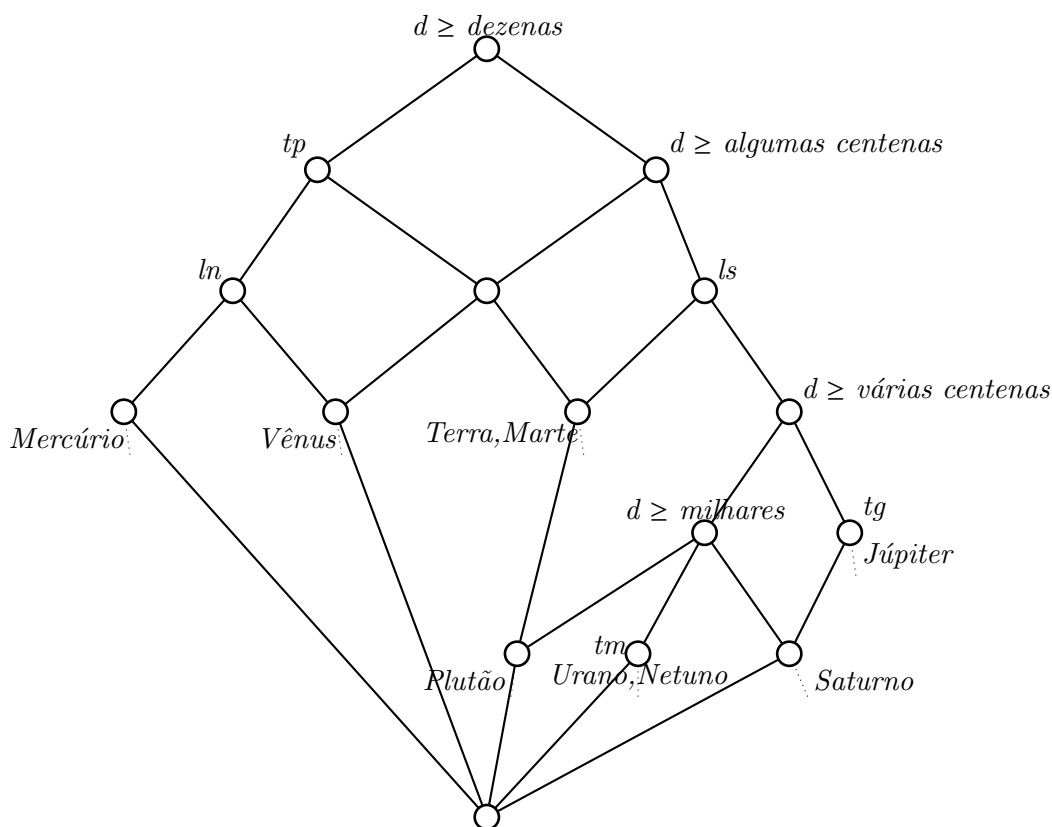 d ≥ dezenas
tp
d ≥ algumas centenas
ln
ls
d ≥ várias centenas
Mercúrio
Vênus
Terra,Marte
d ≥ milhares
tg
Júpiter
tm
Plutão
Urano,Netuno
Saturno